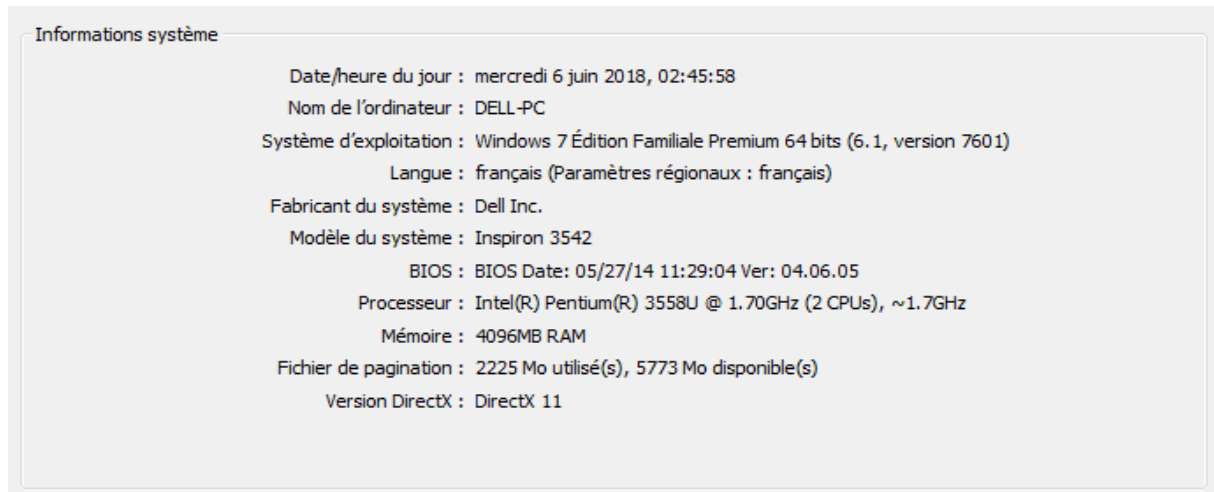 Informations système
Date/heure du jour : mercredi 6 juin 2018, 02:45:58
Nom de l’ordinateur : DELL-PC
Système d’exploitation : Windows 7 Édition Familiale Premium 64 bits (6.1, version 7601)
Langue : français (Paramètres régionaux : français)
Fabricant du système : Dell Inc.
Modèle du système : Inspiron 3542
BIOS : BIOS Date: 05/27/14 11:29:04 Ver: 04.06.05
Processeur : Intel(R) Pentium(R) 3558U @ 1.70GHz (2 CPUs), ~1.7GHz
Mémoire : 4096MB RAM
Fichier de pagination : 2225 Mo utilisé(s), 5773 Mo disponible(s)
Version DirectX : DirectX 11